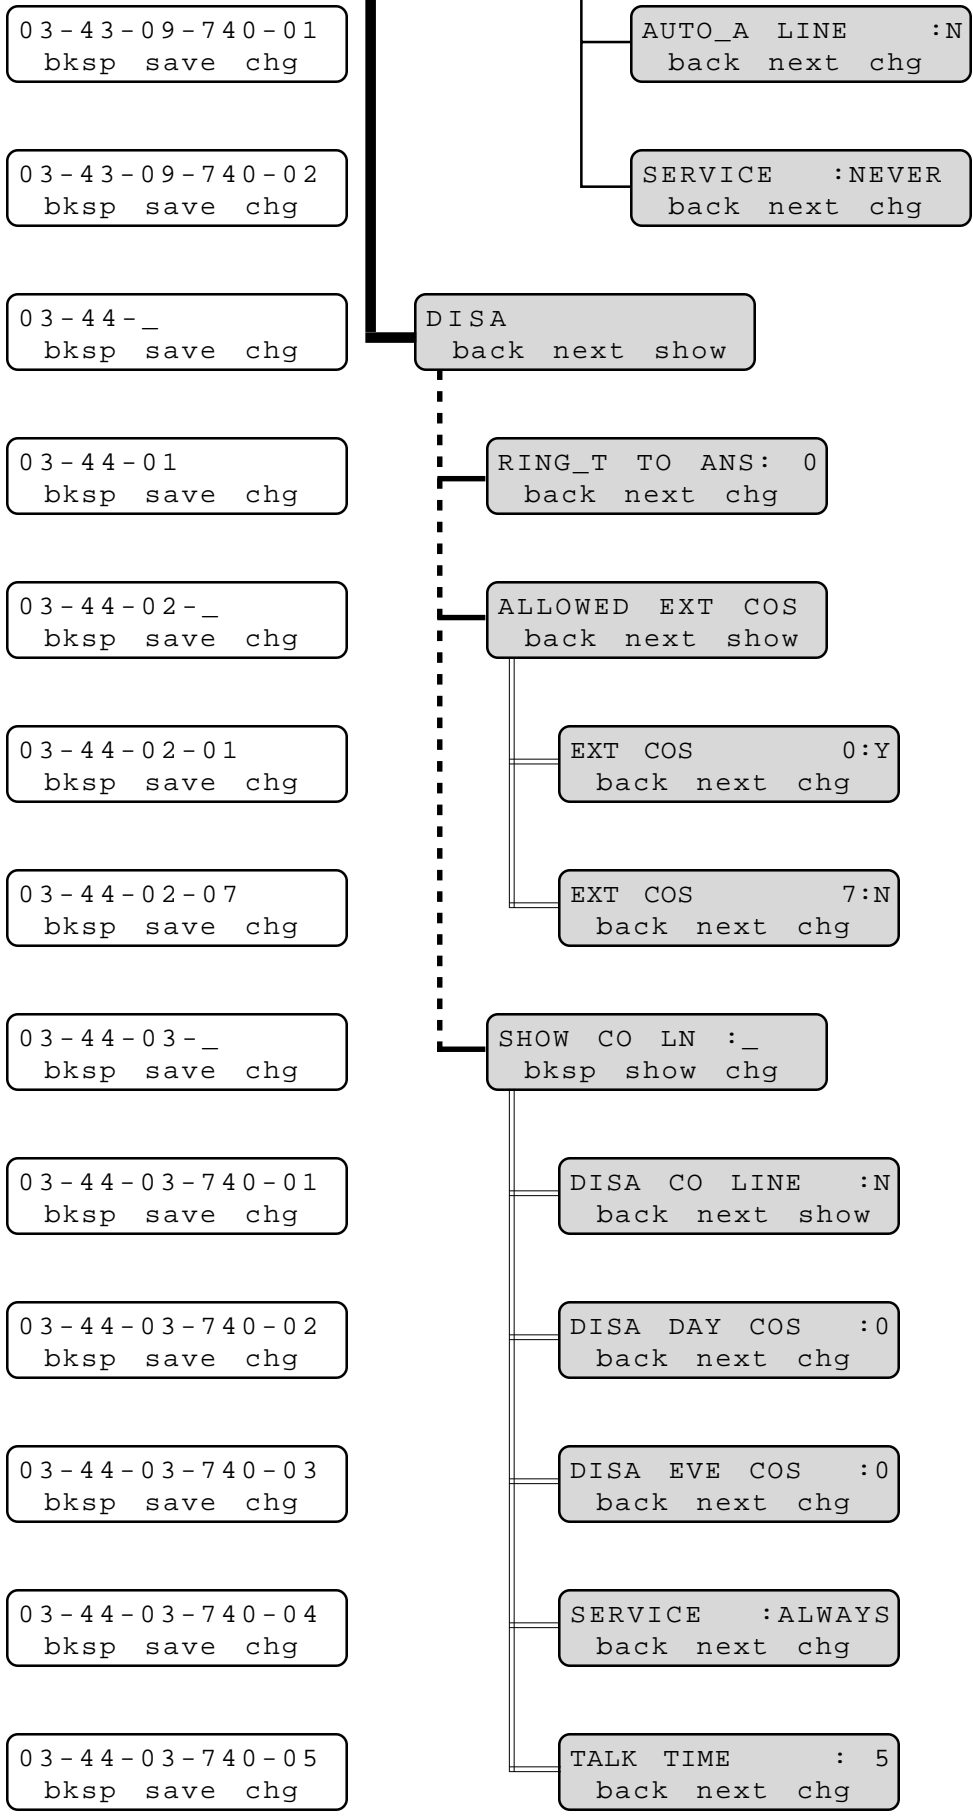 03-43-09-740-01
bksp save chg
AUTO_A LINE :N
back next chg
03-43-09-740-02
bksp save chg
SERVICE :NEVER
back next chg
03-44-_
bksp save chg
DISA
back next show
03-44-01
bksp save chg
RING_T TO ANS: 0
back next chg
03-44-02-_
bksp save chg
ALLOWED EXT COS
back next show
03-44-02-01
bksp save chg
EXT COS 0:Y
back next chg
03-44-02-07
bksp save chg
EXT COS 7:N
back next chg
03-44-03-_
bksp save chg
SHOW CO LN :_
bksp show chg
03-44-03-740-01
bksp save chg
DISA CO LINE :N
back next show
03-44-03-740-02
bksp save chg
DISA DAY COS :0
back next chg
03-44-03-740-03
bksp save chg
DISA EVE COS :0
back next chg
03-44-03-740-04
bksp save chg
SERVICE :ALWAYS
back next chg
03-44-03-740-05
bksp save chg
TALK TIME : 5
back next chg